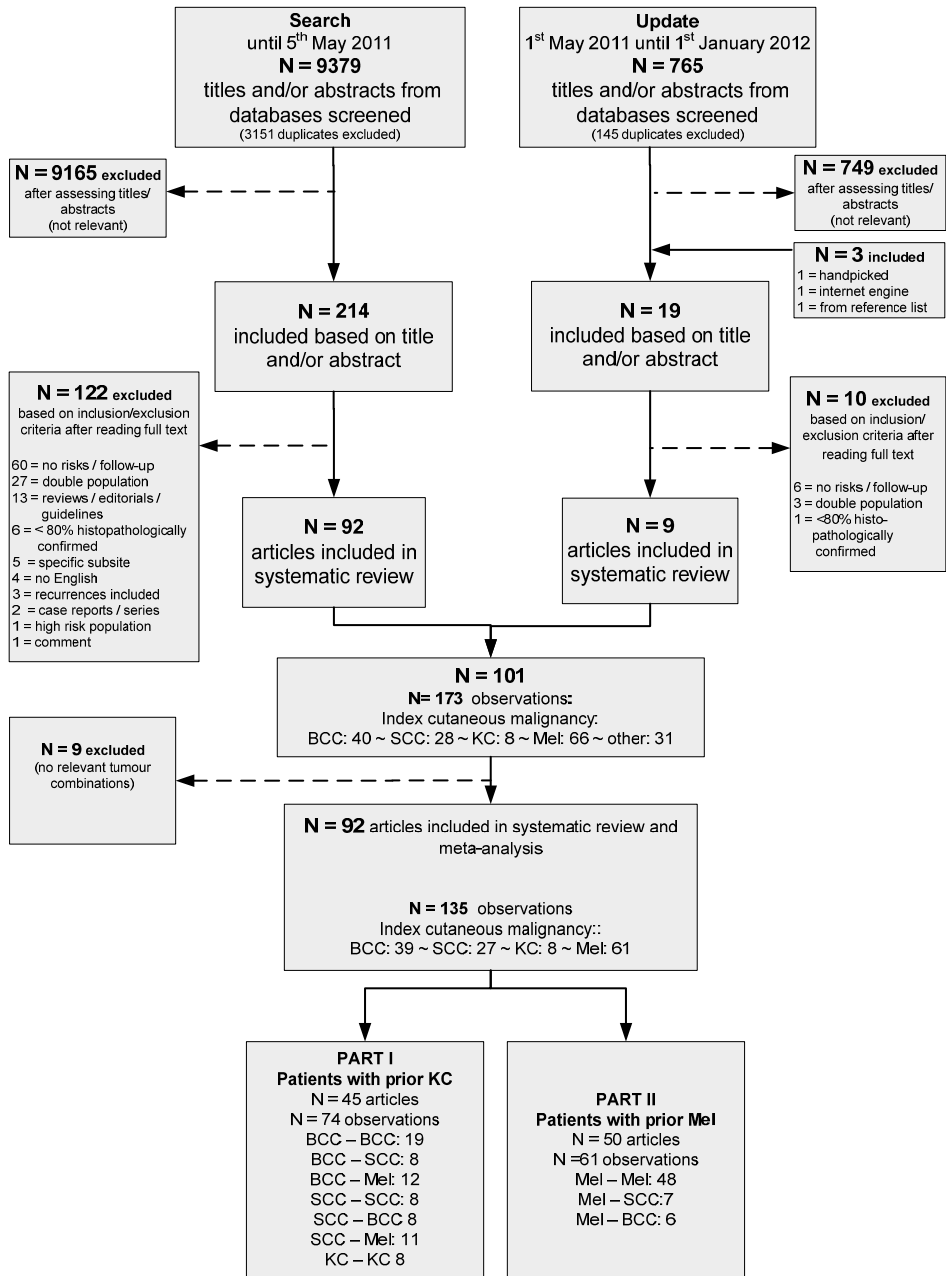 Search
until 5th May 2011
N = 9379
titles and/or abstracts from
databases screened
(3151 duplicates excluded)
Update
1st May 2011 until 1st January 2012
N = 765
titles and/or abstracts from
databases screened
(145 duplicates excluded)
N = 9165 excluded
after assessing titles/
abstracts
(not relevant)
N = 749 excluded
after assessing titles/
abstracts
(not relevant)
N = 3 included
1 = handpicked
1 = internet engine
1 = from reference list
N = 214
included based on title
and/or abstract
N = 19
included based on title
and/or abstract
N = 122 excluded
based on inclusion/exclusion
criteria after reading full text
60 = no risks / follow-up
27 = double population
13 = reviews / editorials /
guidelines
6 = < 80% histopathologically
confirmed
5 = specific subsite
4 = no English
3 = recurrences included
2 = case reports / series
1 = high risk population
1 = comment
N = 10 excluded
based on inclusion/
exclusion criteria after
reading full text
6 = no risks / follow-up
3 = double population
1 = <80% histo-
pathologically
confirmed
N = 92
articles included in
systematic review
N = 9
articles included in
systematic review
N = 101
N= 173 observations:
Index cutaneous malignancy:
BCC: 40 ~ SCC: 28 ~ KC: 8 ~ Mel: 66 ~ other: 31
N = 9 excluded
(no relevant tumour
combinations)
N = 92 articles included in systematic review and
meta-analysis
N = 135 observations
Index cutaneous malignancy::
BCC: 39 ~ SCC: 27 ~ KC: 8 ~ Mel: 61
PART I
Patients with prior KC
N = 45 articles
N = 74 observations
BCC – BCC: 19
BCC – SCC: 8
BCC – Mel: 12
SCC – SCC: 8
SCC – BCC 8
SCC – Mel: 11
KC – KC 8
PART II
Patients with prior Mel
N = 50 articles
N =61 observations
Mel – Mel: 48
Mel – SCC:7
Mel – BCC: 6